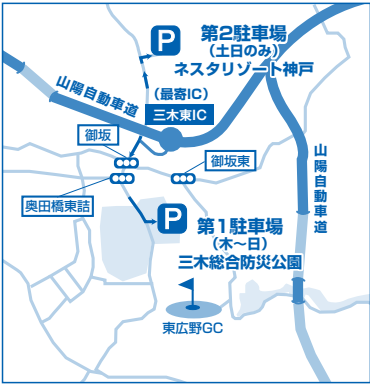 P
第2駐車場
（土日のみ）
ネスタリゾート神戸
山陽自動車道
（最寄IC）
三木東IC
御坂
御坂東
奥田橋東詰
山陽自動車道
P
第1駐車場
（木〜日）
三木総合防災公園
東広野GC